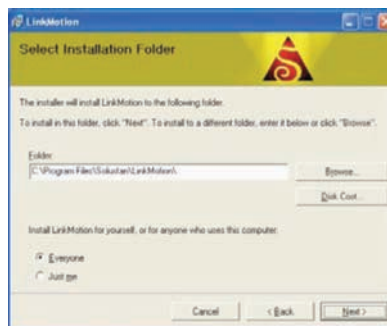 LinkMotion
Select Installation Folder
The installer will install LinkMotion to the following folder.
To install in this folder, click "Next". To install to a different folder, enter it below or click "Browse".
Folder:
C:\Program Files\Solustan\LinkMotion\
Browse...
Disk Cost...
Install LinkMotion for yourself, or for anyone who uses this computer:
Everyone
Just me
Cancel
< Back
Next >